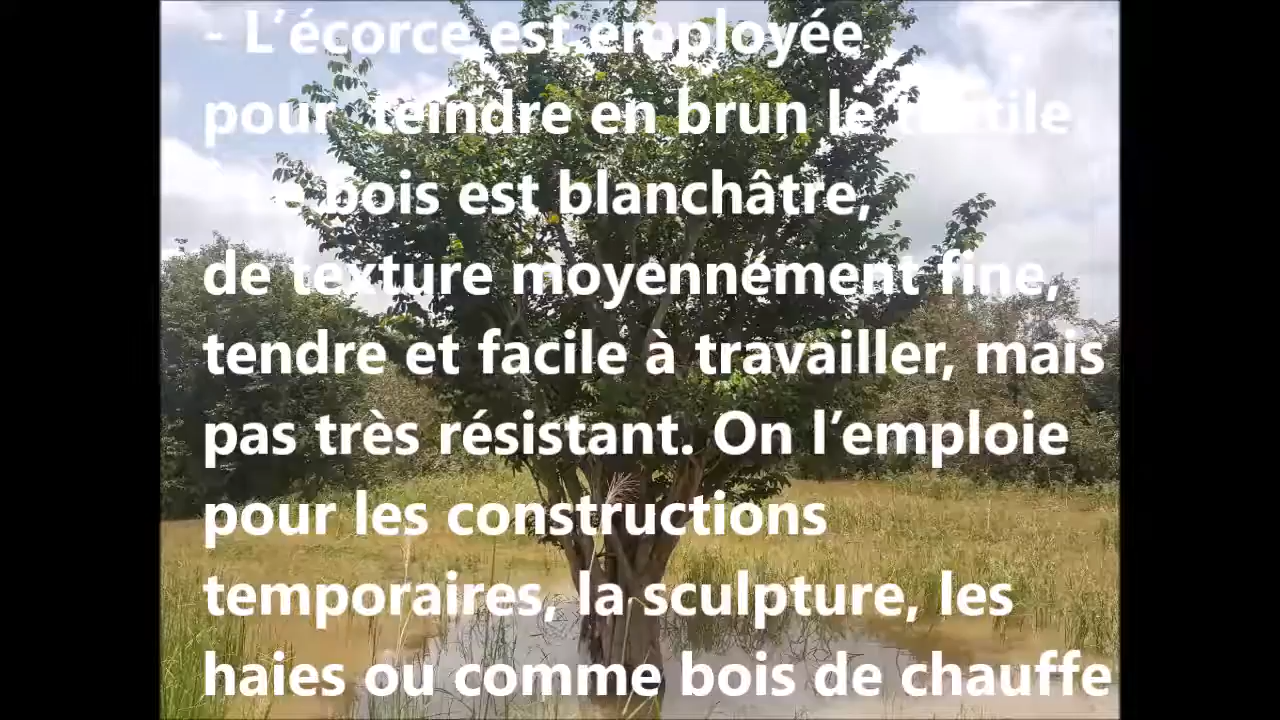 - L’écorce est employée
pour teindre en brun le textile
- Le bois est blanchâtre,
de texture moyennement fine,
tendre et facile à travailler, mais
pas très résistant. On l’emploie
pour les constructions
temporaires, la sculpture, les
haies ou comme bois de chauffe